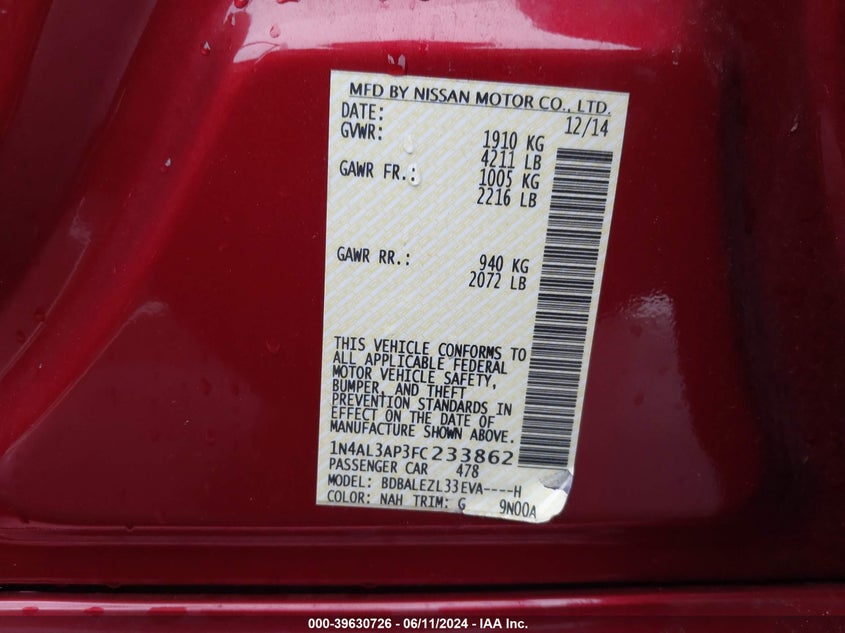 MFD BY NISSAN MOTOR CO., LTD.
DATE: 12/14
GVWR: 1910 KG
4211 LB
GAWR FR.: 1005 KG
2216 LB
GAWR RR.: 940 KG
2072 LB
THIS VEHICLE CONFORMS TO
ALL APPLICABLE FEDERAL
MOTOR VEHICLE SAFETY,
BUMPER, AND THEFT
PREVENTION STANDARDS IN
EFFECT ON THE DATE OF
MANUFACTURE SHOWN ABOVE.
1N4AL3AP3FC233862
PASSENGER CAR 478
MODEL: BDBALEZL33EVA----H
COLOR: NAH TRIM: G 9N00A
000-39630726 - 06/11/2024 - IAA Inc.